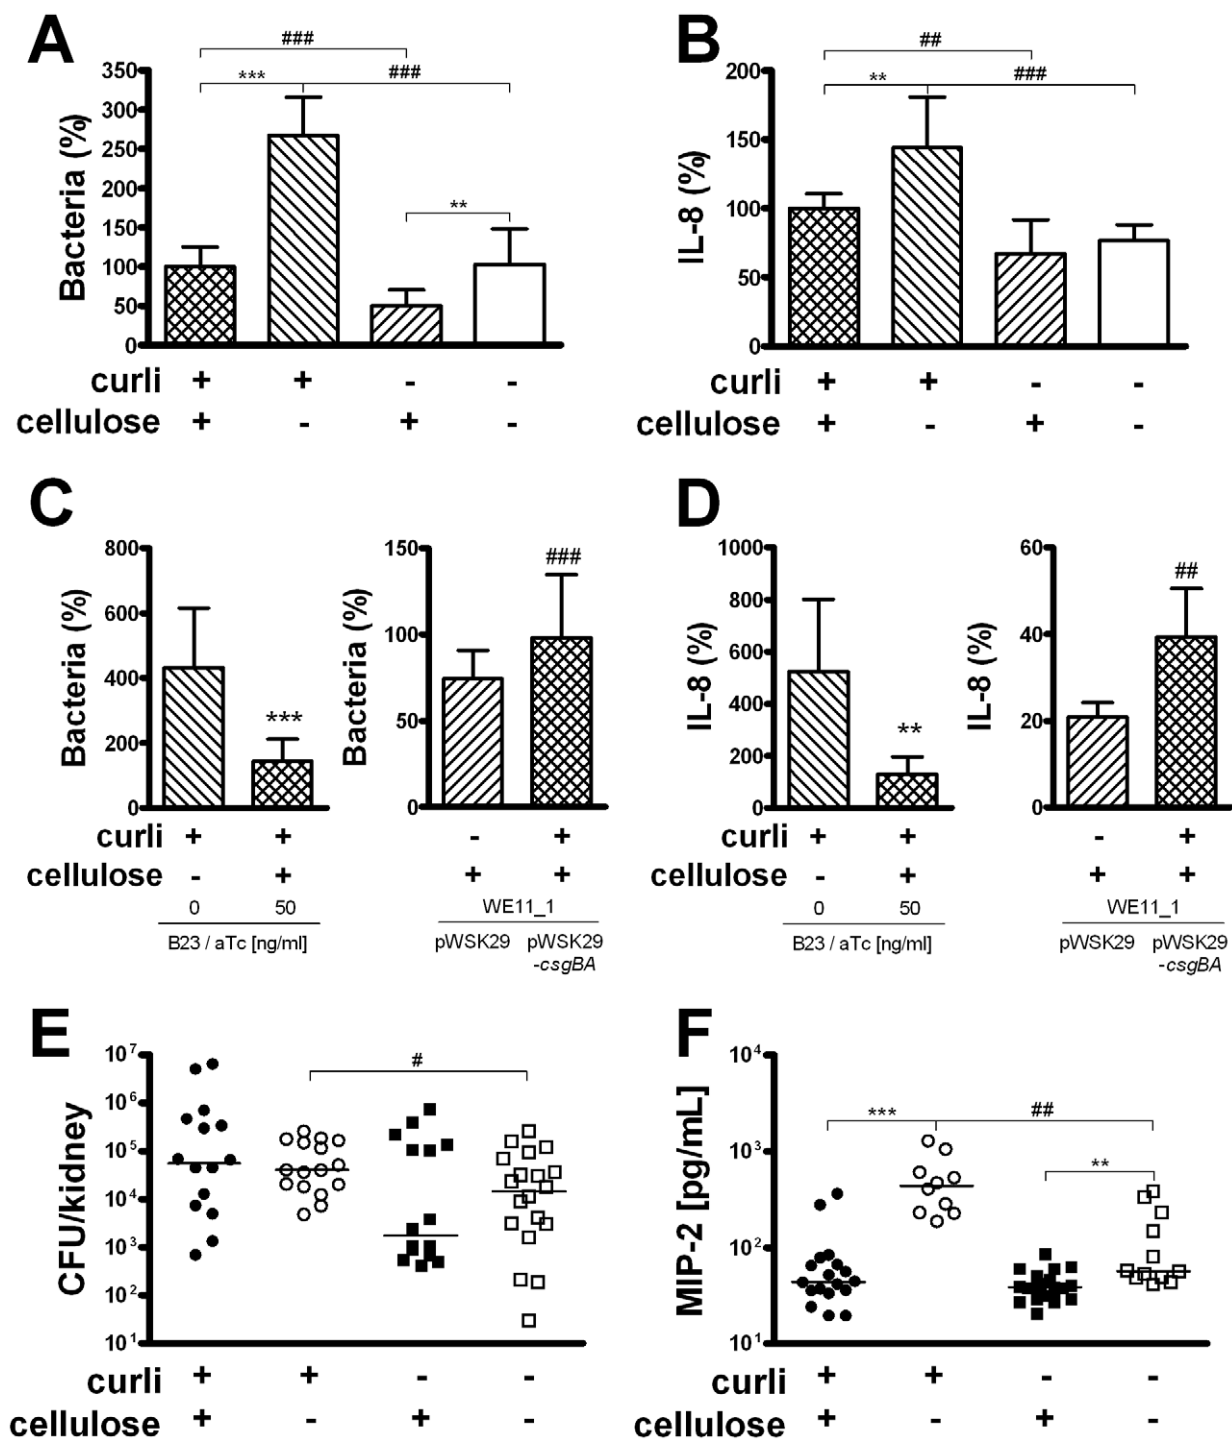 A
###
***
###
**
Bacteria (%)
350
300
250
200
150
100
50
0
curli + + - -
cellulose + - + -
B
##
**
###
IL-8 (%)
200
150
100
50
0
curli + + - -
cellulose + - + -
C
Bacteria (%)
800
600
400
200
0
***
curli + +
cellulose - +
0 50
B23 / aTc [ng/ml]
Bacteria (%)
150
100
50
0
###
- +
+ +
WE11_1
pWSK29 pWSK29
-csgBA
D
IL-8 (%)
1000
800
600
400
200
0
**
curli + +
cellulose - +
0 50
B23 / aTc [ng/ml]
IL-8 (%)
60
40
20
0
##
- +
+ +
WE11_1
pWSK29 pWSK29
-csgBA
E
CFU/kidney
10⁷
10⁶
10⁵
10⁴
10³
10²
10¹
#
curli + + - -
cellulose + - + -
F
MIP-2 [pg/mL]
10⁴
10³
10²
10¹
***
##
**
curli + + - -
cellulose + - + -